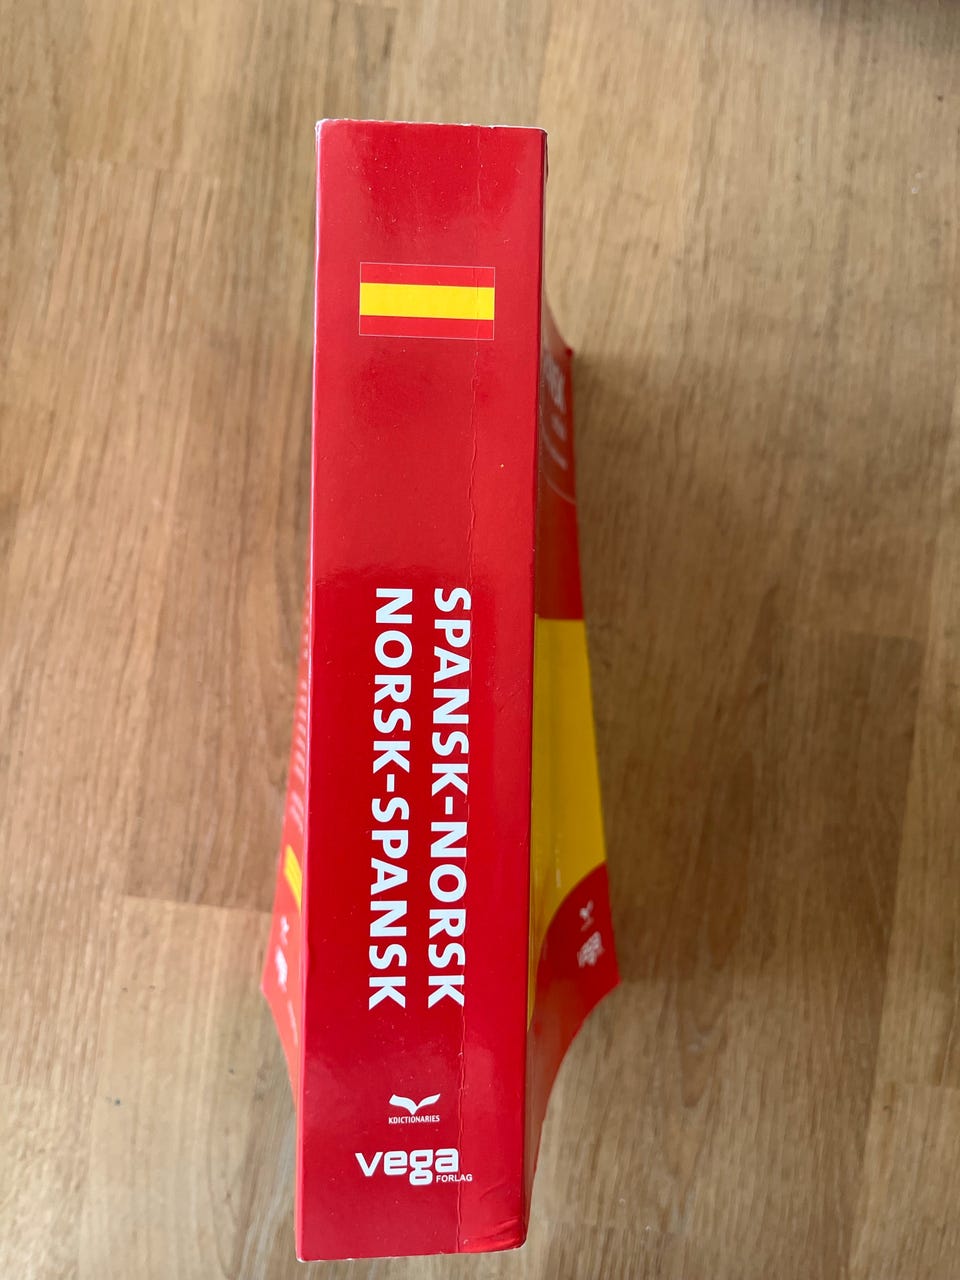 SPANSK-NORSK
NORSK-SPANSK
KDICTIONARIES
vega
FORLAG